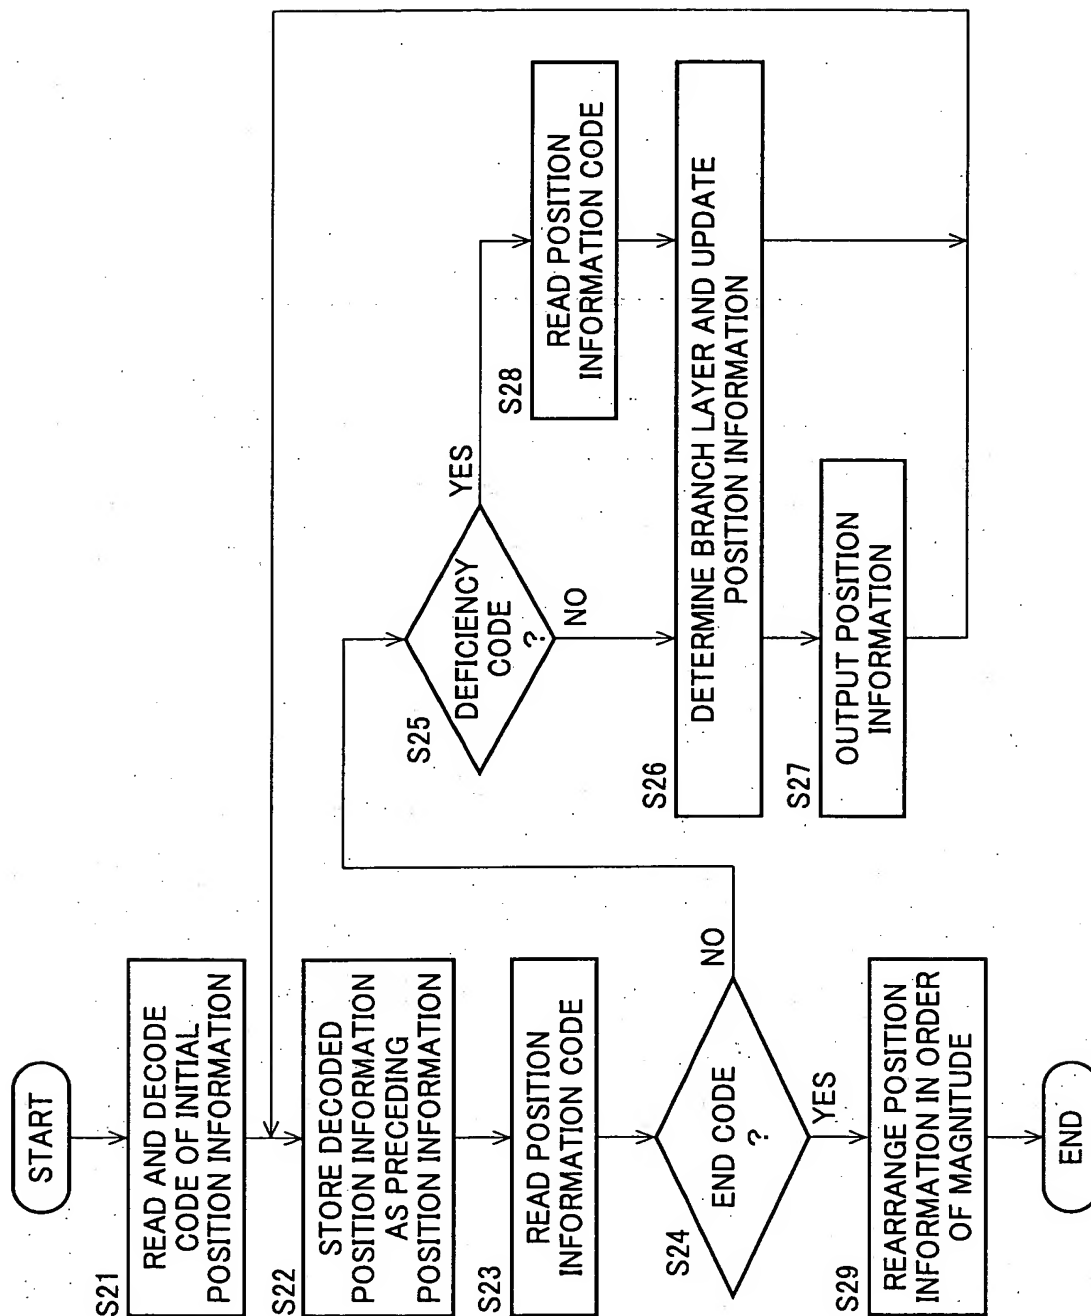 START
S21
READ AND DECODE
CODE OF INITIAL
POSITION INFORMATION
S22
STORE DECODED
POSITION INFORMATION
AS PRECEDING
POSITION INFORMATION
S23
READ POSITION
INFORMATION CODE
S24
END CODE
?
NO
YES
S29
REARRANGE POSITION
INFORMATION IN ORDER
OF MAGNITUDE
END
S25
DEFICIENCY
CODE
?
YES
NO
S28
READ POSITION
INFORMATION CODE
S26
DETERMINE BRANCH LAYER AND UPDATE
POSITION INFORMATION
S27
OUTPUT POSITION
INFORMATION